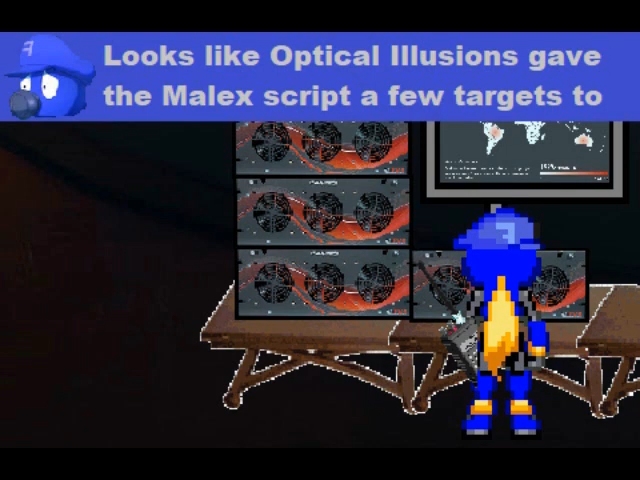 Looks like Optical Illusions gave
the Malex script a few targets to
F
F